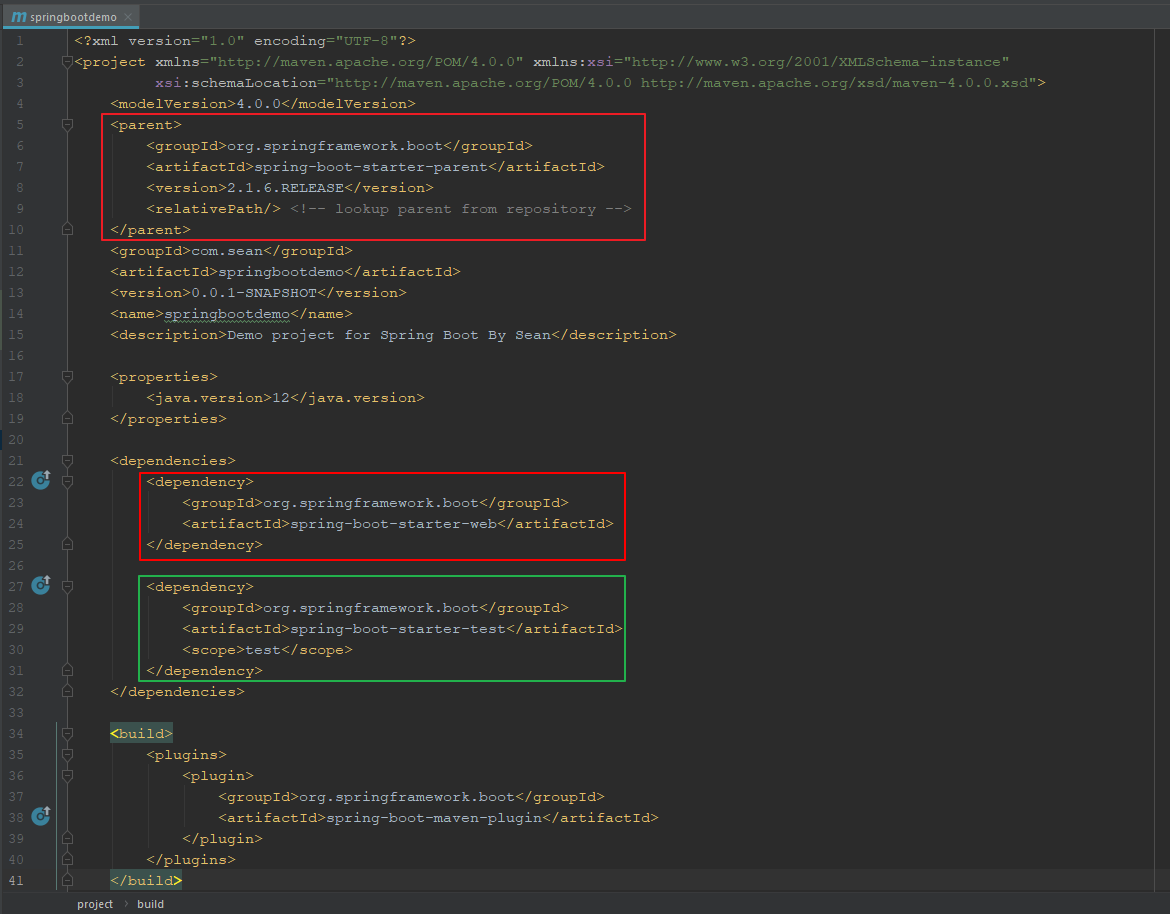 m springbootdemo ×
1 <?xml version="1.0" encoding="UTF-8"?>
2 <project xmlns="http://maven.apache.org/POM/4.0.0" xmlns:xsi="http://www.w3.org/2001/XMLSchema-instance"
3 xsi:schemaLocation="http://maven.apache.org/POM/4.0.0 http://maven.apache.org/xsd/maven-4.0.0.xsd">
4 <modelVersion>4.0.0</modelVersion>
5 <parent>
6 <groupId>org.springframework.boot</groupId>
7 <artifactId>spring-boot-starter-parent</artifactId>
8 <version>2.1.6.RELEASE</version>
9 <relativePath/> <!-- lookup parent from repository -->
10 </parent>
11 <groupId>com.sean</groupId>
12 <artifactId>springbootdemo</artifactId>
13 <version>0.0.1-SNAPSHOT</version>
14 <name>springbootdemo</name>
15 <description>Demo project for Spring Boot By Sean</description>
16
17 <properties>
18 <java.version>12</java.version>
19 </properties>
20
21 <dependencies>
22 <dependency>
23 <groupId>org.springframework.boot</groupId>
24 <artifactId>spring-boot-starter-web</artifactId>
25 </dependency>
26
27 <dependency>
28 <groupId>org.springframework.boot</groupId>
29 <artifactId>spring-boot-starter-test</artifactId>
30 <scope>test</scope>
31 </dependency>
32 </dependencies>
33
34 <build>
35 <plugins>
36 <plugin>
37 <groupId>org.springframework.boot</groupId>
38 <artifactId>spring-boot-maven-plugin</artifactId>
39 </plugin>
40 </plugins>
41 </build>
project › build